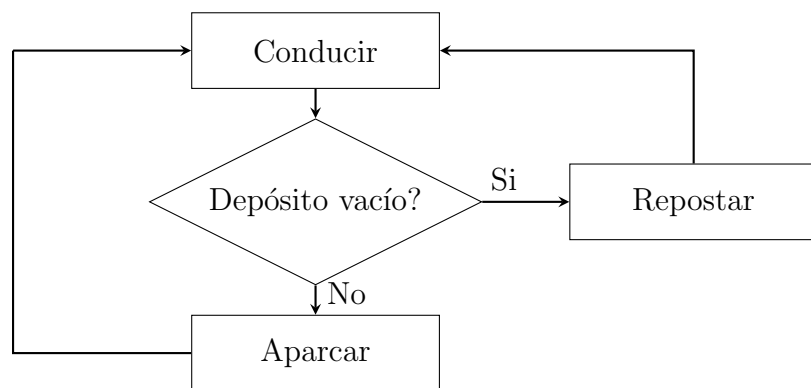 Conducir
Depósito vacío?
Si
Repostar
No
Aparcar